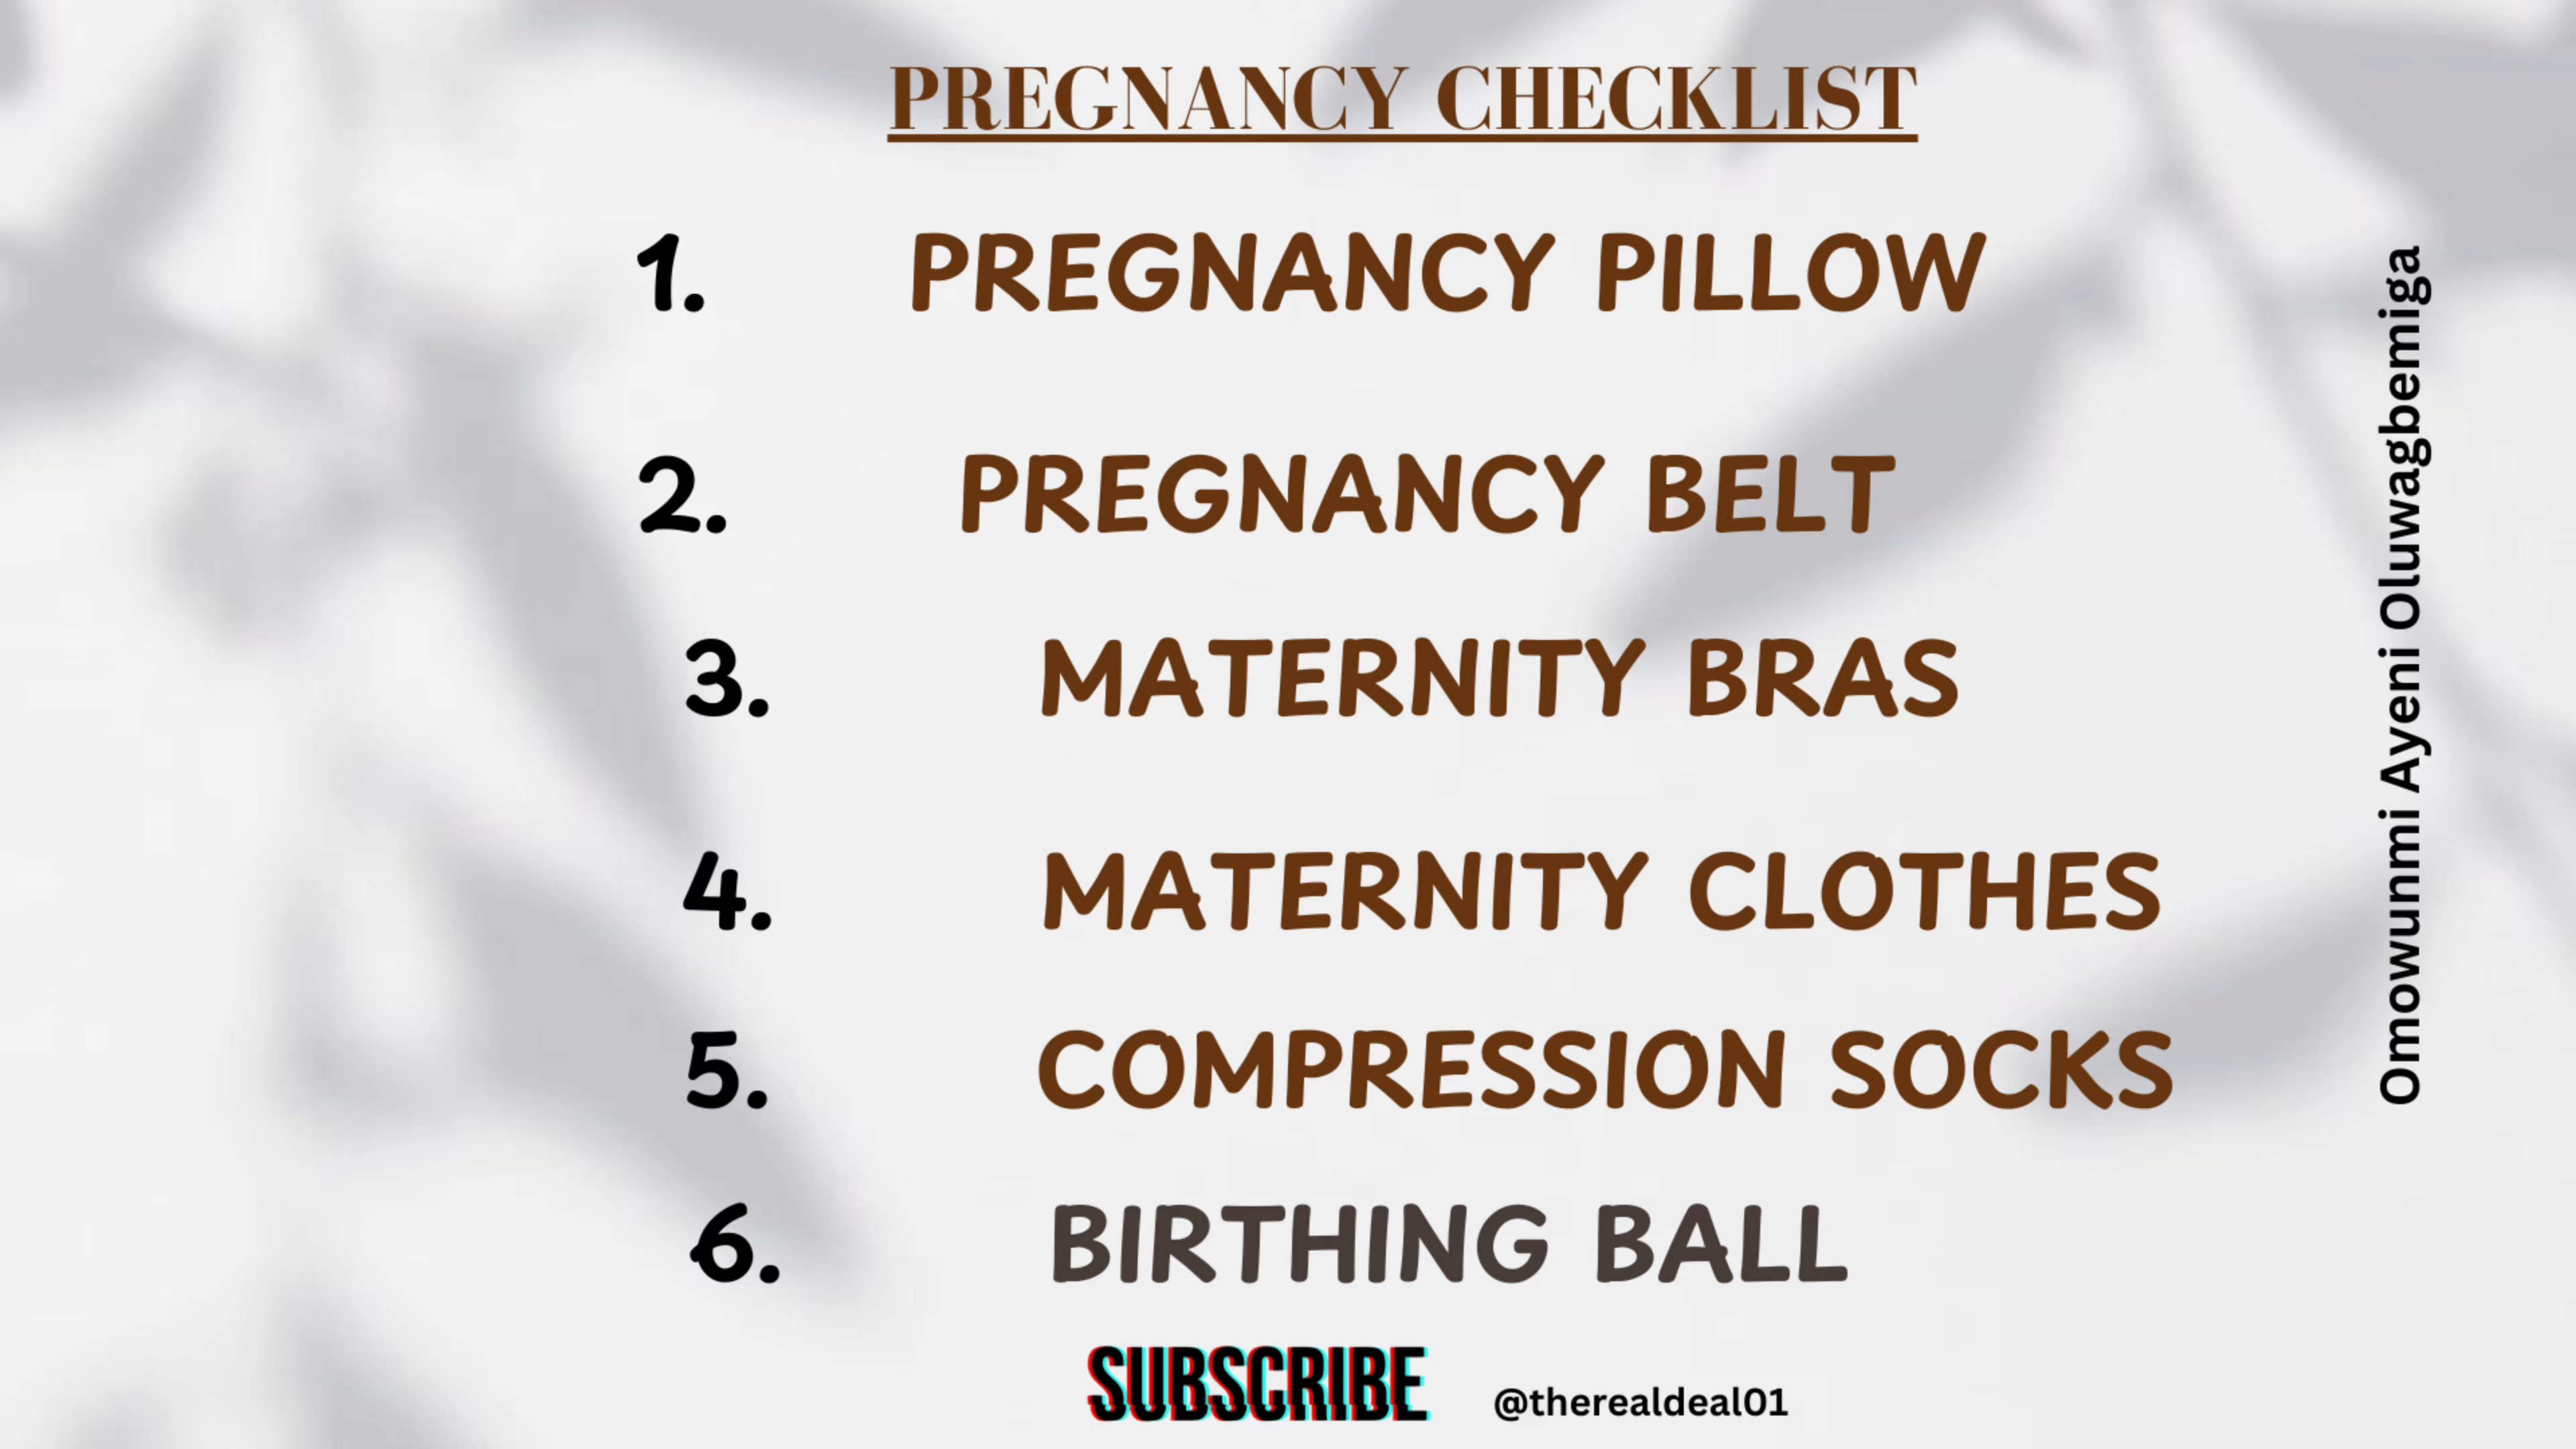 PREGNANCY CHECKLIST
1. PREGNANCY PILLOW
2. PREGNANCY BELT
3. MATERNITY BRAS
4. MATERNITY CLOTHES
5. COMPRESSION SOCKS
6. BIRTHING BALL
SUBSCRIBE @therealdeal01
Omowunmi Ayeni Oluwagbemiga